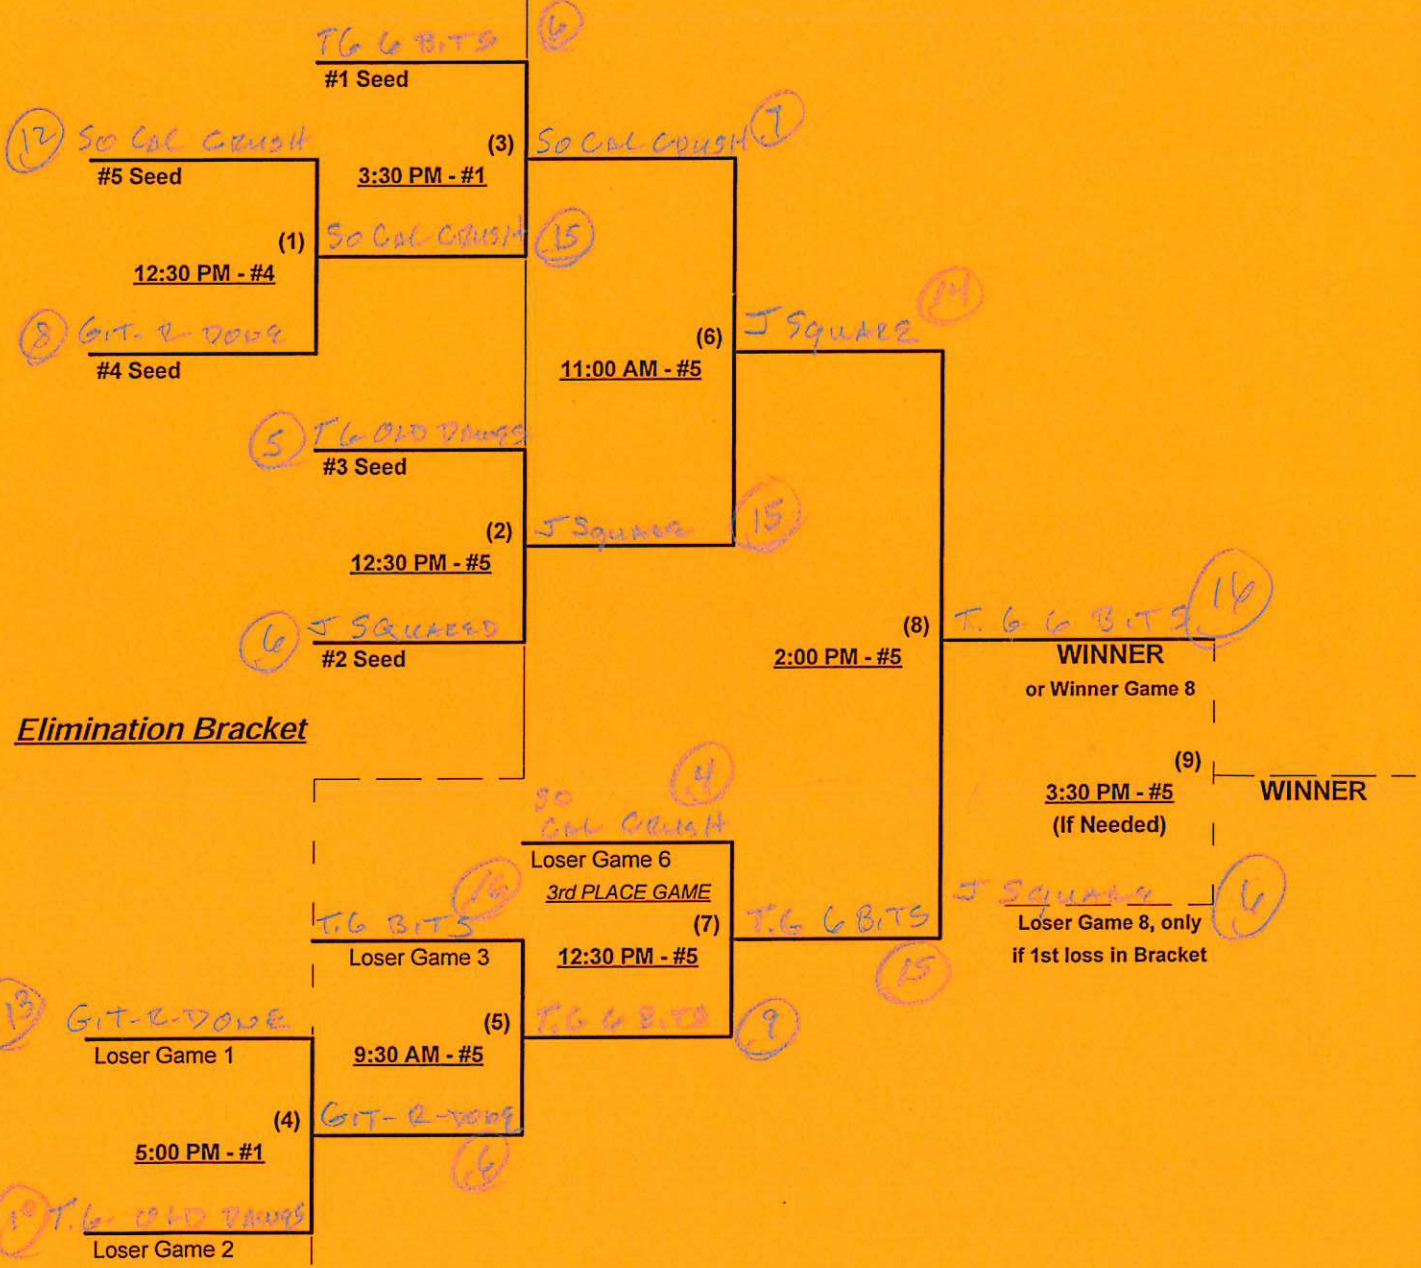 TG 6 BITS 6
#1 Seed
12 SO CAL CRUSH
#5 Seed
(3) SO CAL CRUSH 7
3:30 PM - #1
(1) SO CAL CRUSH 15
12:30 PM - #4
8 GIT-R-DONE
#4 Seed
J SQUARE 14
(6)
11:00 AM - #5
5 TG OLD DAWGS
#3 Seed
(2) J SQUARE 15
12:30 PM - #5
6 J SQUARED
#2 Seed
(8) T.G 6 BITS 16
2:00 PM - #5
WINNER
or Winner Game 8
Elimination Bracket
(9)
3:30 PM - #5
(If Needed)
WINNER
SO 4
CAL CRUSH
Loser Game 6
3rd PLACE GAME
(7) T.G 6 BITS 15
12:30 PM - #5
J SQUARE 6
Loser Game 8, only
if 1st loss in Bracket
T.G BITS
Loser Game 3
13 GIT-R-DONE
Loser Game 1
(5) T.G 6 BITS 9
9:30 AM - #5
(4) GIT-R-DONE 6
5:00 PM - #1
T.G OLD DAWGS
Loser Game 2